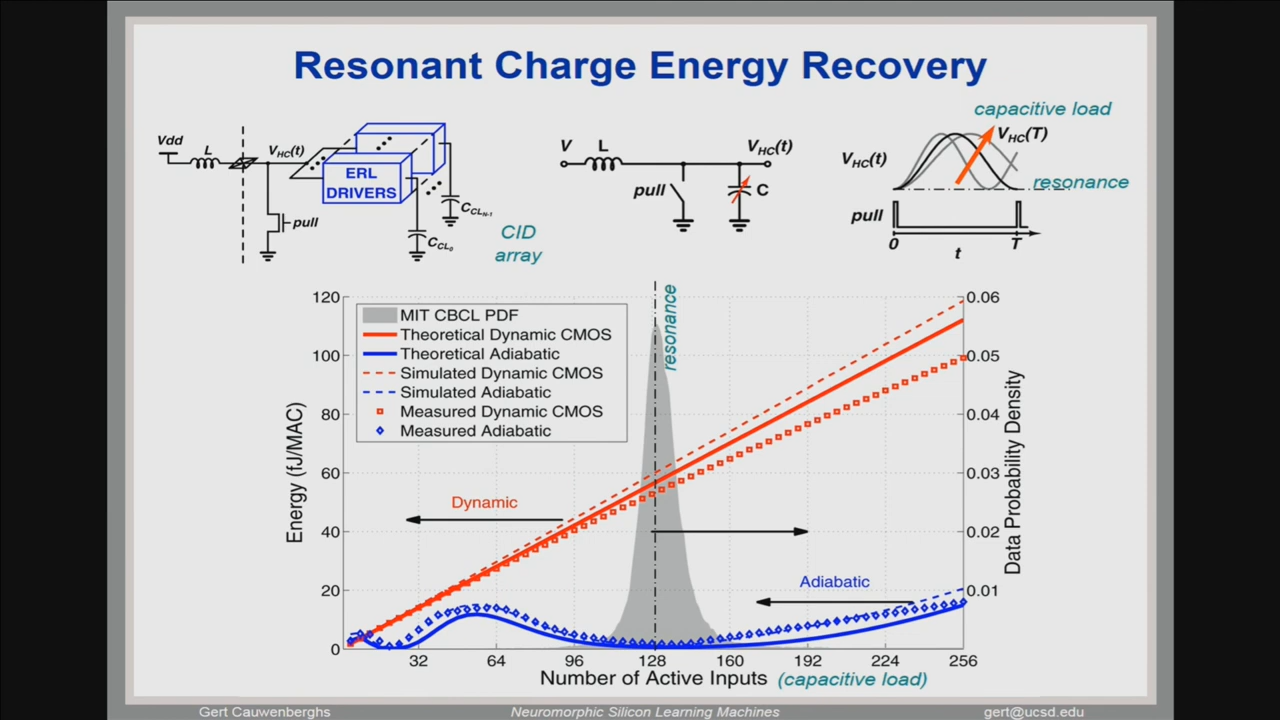 Resonant Charge Energy Recovery
Vdd
L
VHC(t)
ERL
DRIVERS
pull
CCLN-1
CCL0
CID
array
V
L
VHC(t)
pull
C
capacitive load
VHC(T)
VHC(t)
resonance
pull
0
T
t
120
100
80
60
40
20
0
Energy (fJ/MAC)
MIT CBCL PDF
Theoretical Dynamic CMOS
Theoretical Adiabatic
Simulated Dynamic CMOS
Simulated Adiabatic
Measured Dynamic CMOS
Measured Adiabatic
resonance
Dynamic
Adiabatic
0.06
0.05
0.04
0.03
0.02
0.01
Data Probability Density
32 64 96 128 160 192 224 256
Number of Active Inputs (capacitive load)
Gert Cauwenberghs Neuromorphic Silicon Learning Machines gert@ucsd.edu